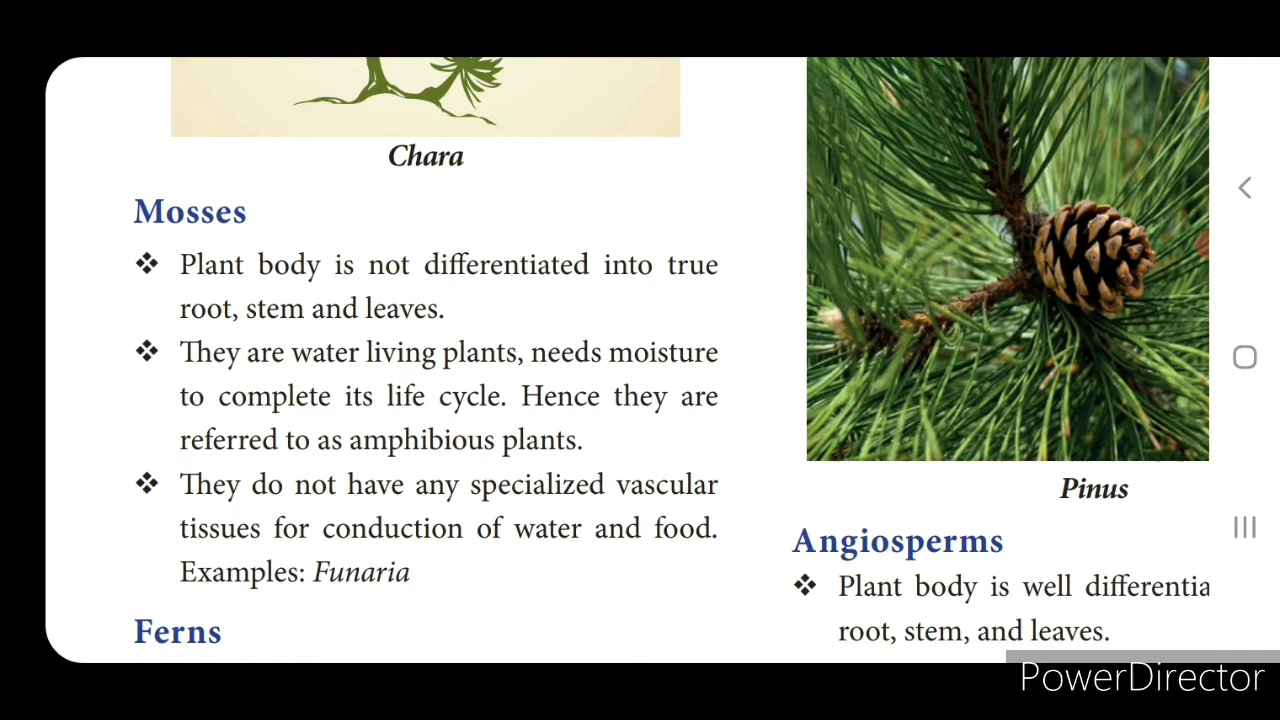 Chara
Mosses
❖ Plant body is not differentiated into true
root, stem and leaves.
❖ They are water living plants, needs moisture
to complete its life cycle. Hence they are
referred to as amphibious plants.
❖ They do not have any specialized vascular
tissues for conduction of water and food.
Examples: Funaria
Ferns
Pinus
Angiosperms
❖ Plant body is well differentia
root, stem, and leaves.
PowerDirector